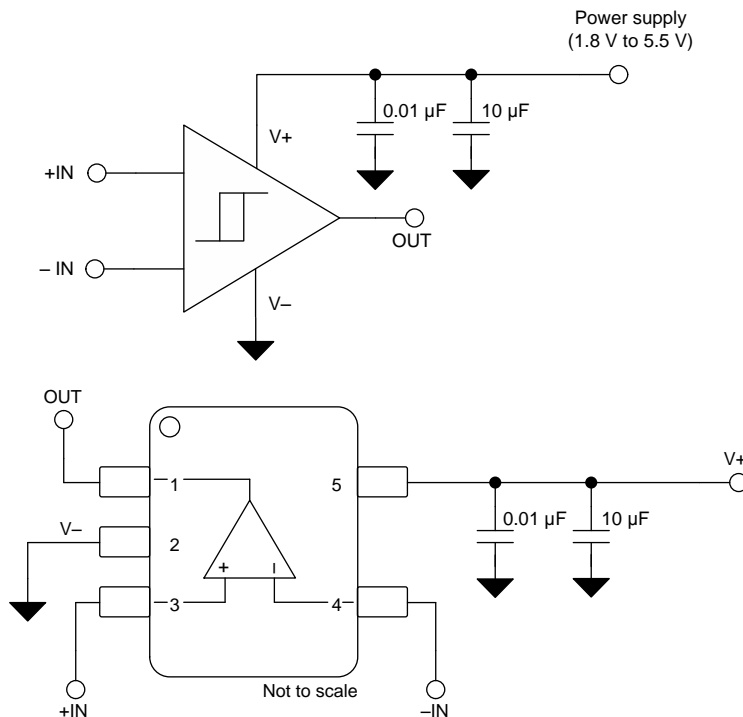 Power supply
(1.8 V to 5.5 V)
0.01 µF
10 µF
V+
+IN
– IN
OUT
V–
OUT
1
5
V+
0.01 µF
10 µF
V–
2
+
–
3
4
Not to scale
+IN
–IN